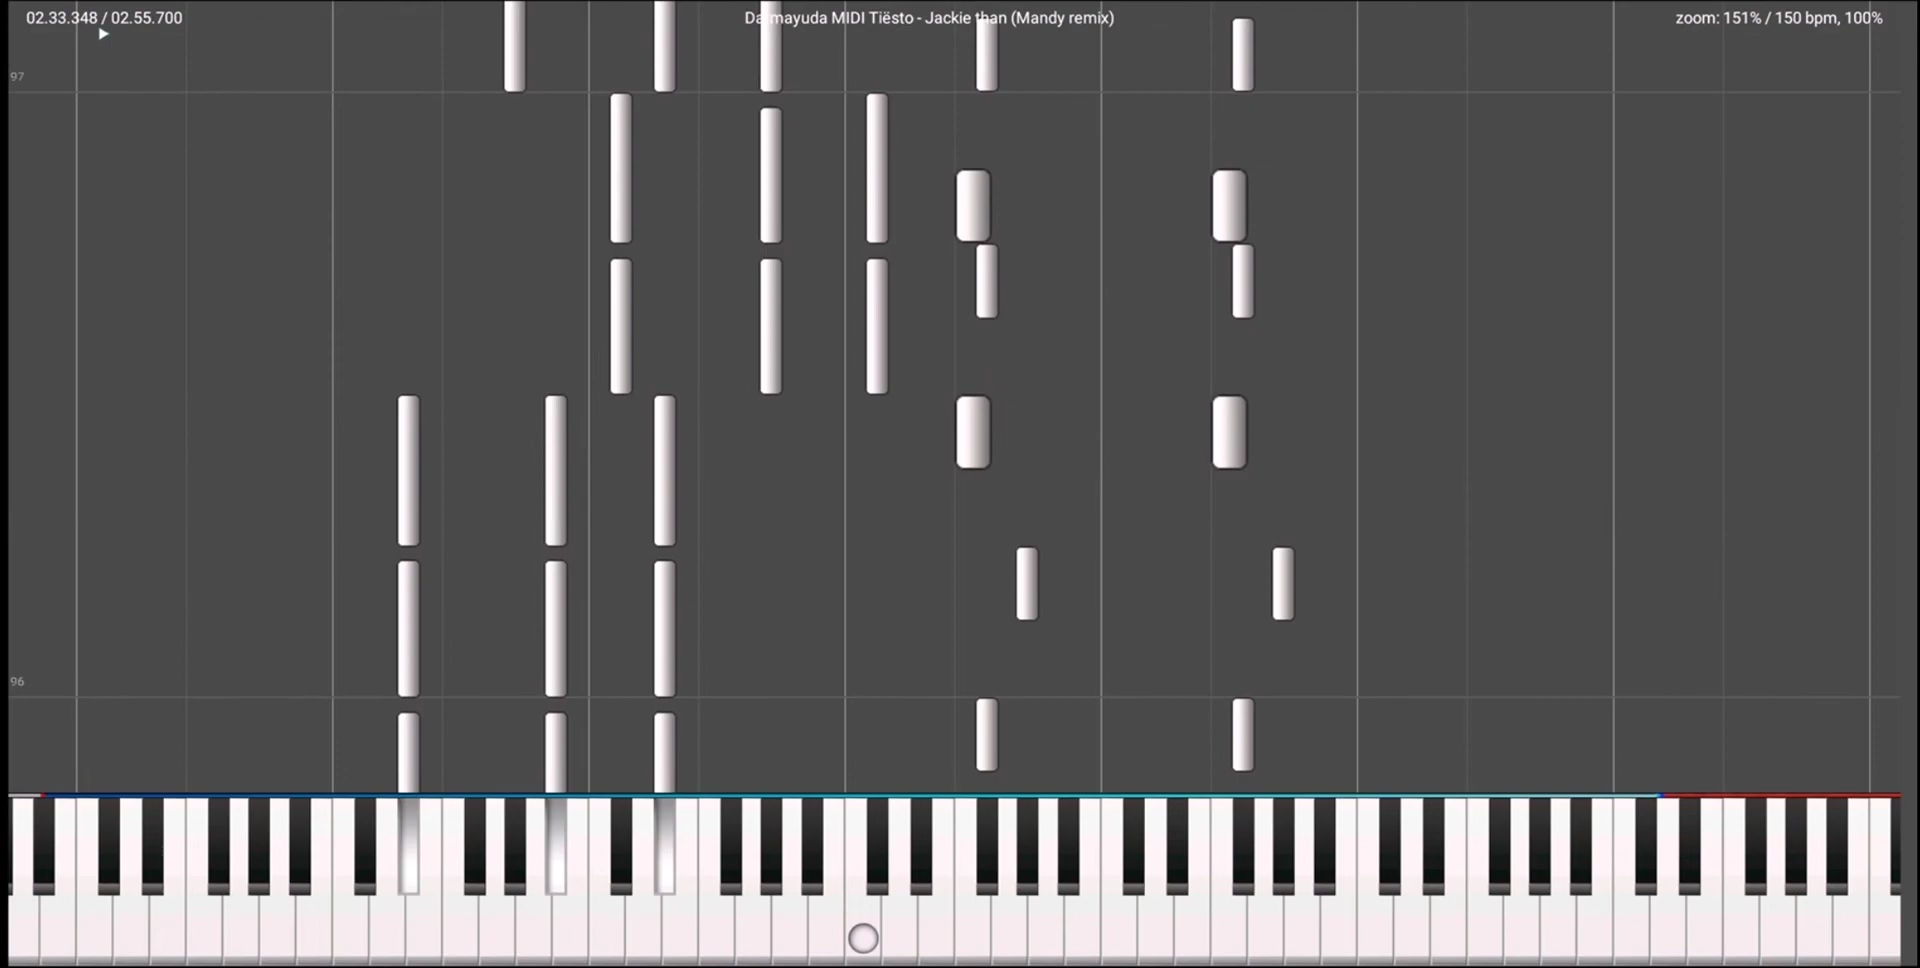 02.33.348 / 02.55.700
Dalmayuda MIDI Tiësto - Jackie than (Mandy remix)
zoom: 151% / 150 bpm, 100%
97
96